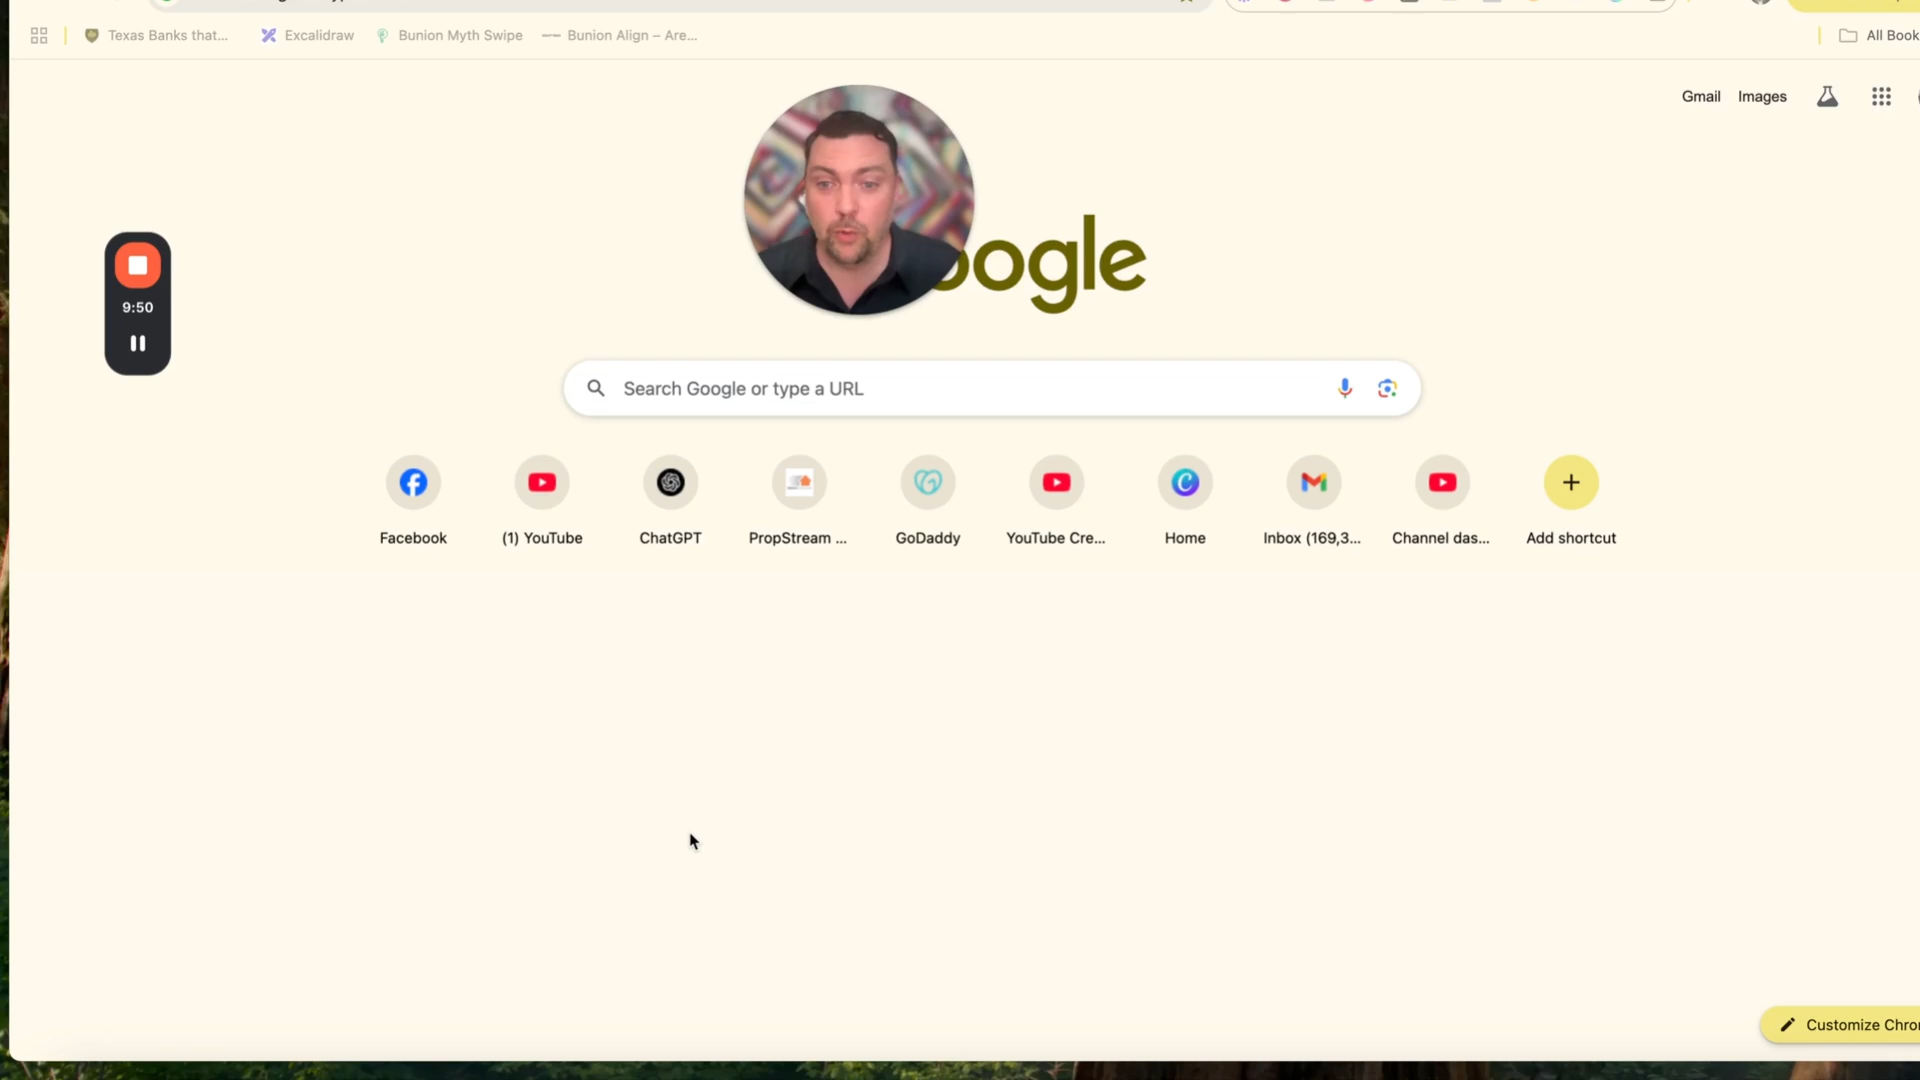 Texas Banks that...
Excalidraw
Bunion Myth Swipe
Bunion Align – Are...
All Book
Gmail
Images
oogle
9:50
Search Google or type a URL
Facebook
(1) YouTube
ChatGPT
PropStream ...
GoDaddy
YouTube Cre...
Home
Inbox (169,3...
Channel das...
Add shortcut
Customize Chro